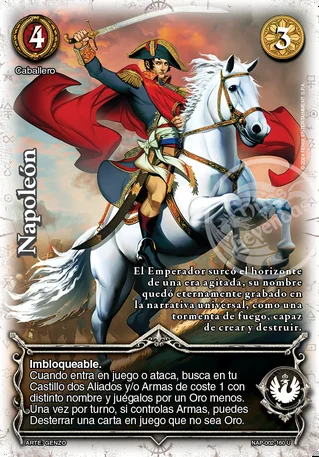 4
3
Caballero
Napoleón
El Emperador surcó el horizonte
de una era agitada, su nombre
quedó eternamente grabado en
la narrativa universal, como una
tormenta de fuego, capaz
de crear y destruir.
Imbloqueable.
Cuando entra en juego o ataca, busca en tu
Castillo dos Aliados y/o Armas de coste 1 con
distinto nombre y juégalos por un Oro menos.
Una vez por turno, si controlas Armas, puedes
Desterrar una carta en juego que no sea Oro.
ARTE: GENZO
NAP-002-160 U